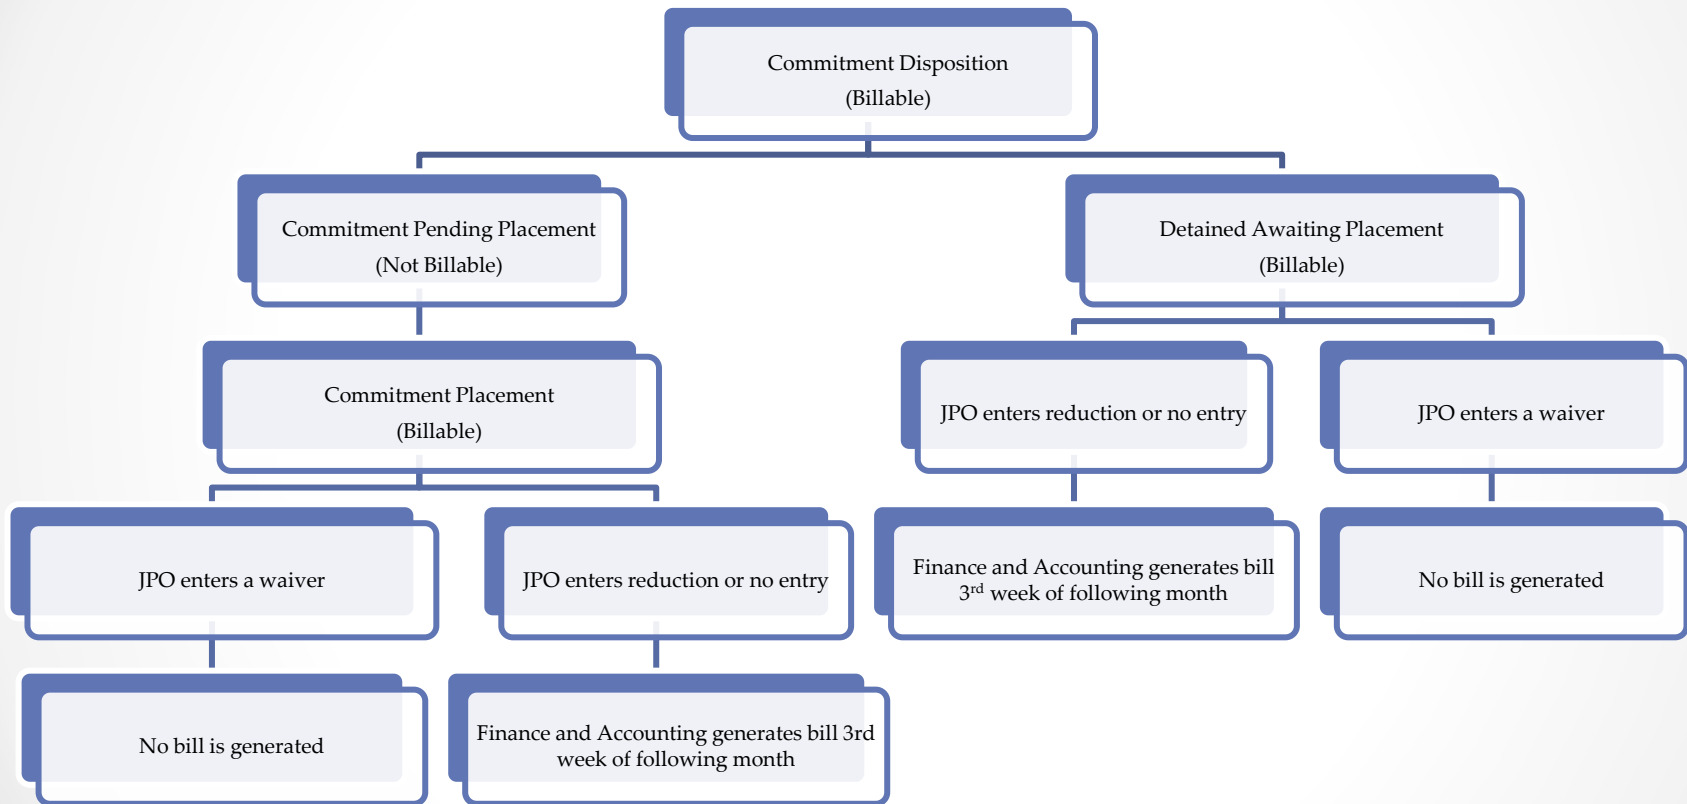 Commitment Disposition
(Billable)
Commitment Pending Placement
(Not Billable)
Detained Awaiting Placement
(Billable)
Commitment Placement
(Billable)
JPO enters reduction or no entry
JPO enters a waiver
JPO enters a waiver
JPO enters reduction or no entry
Finance and Accounting generates bill
3rd week of following month
No bill is generated
No bill is generated
Finance and Accounting generates bill 3rd
week of following month